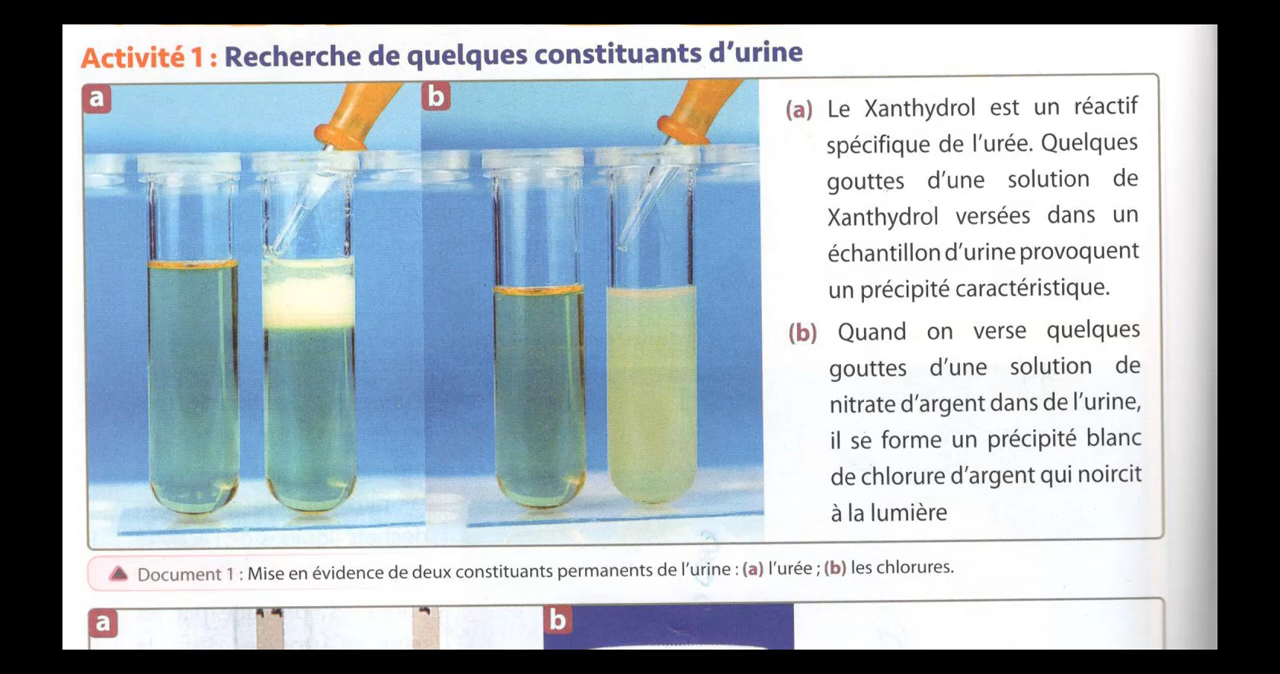 Activité 1 : Recherche de quelques constituants d'urine
a
b
(a) Le Xanthydrol est un réactif
spécifique de l'urée. Quelques
gouttes d'une solution de
Xanthydrol versées dans un
échantillon d'urine provoquent
un précipité caractéristique.
(b) Quand on verse quelques
gouttes d'une solution de
nitrate d'argent dans de l'urine,
il se forme un précipité blanc
de chlorure d'argent qui noircit
à la lumière
Document 1 : Mise en évidence de deux constituants permanents de l'urine : (a) l'urée ; (b) les chlorures.
a
b